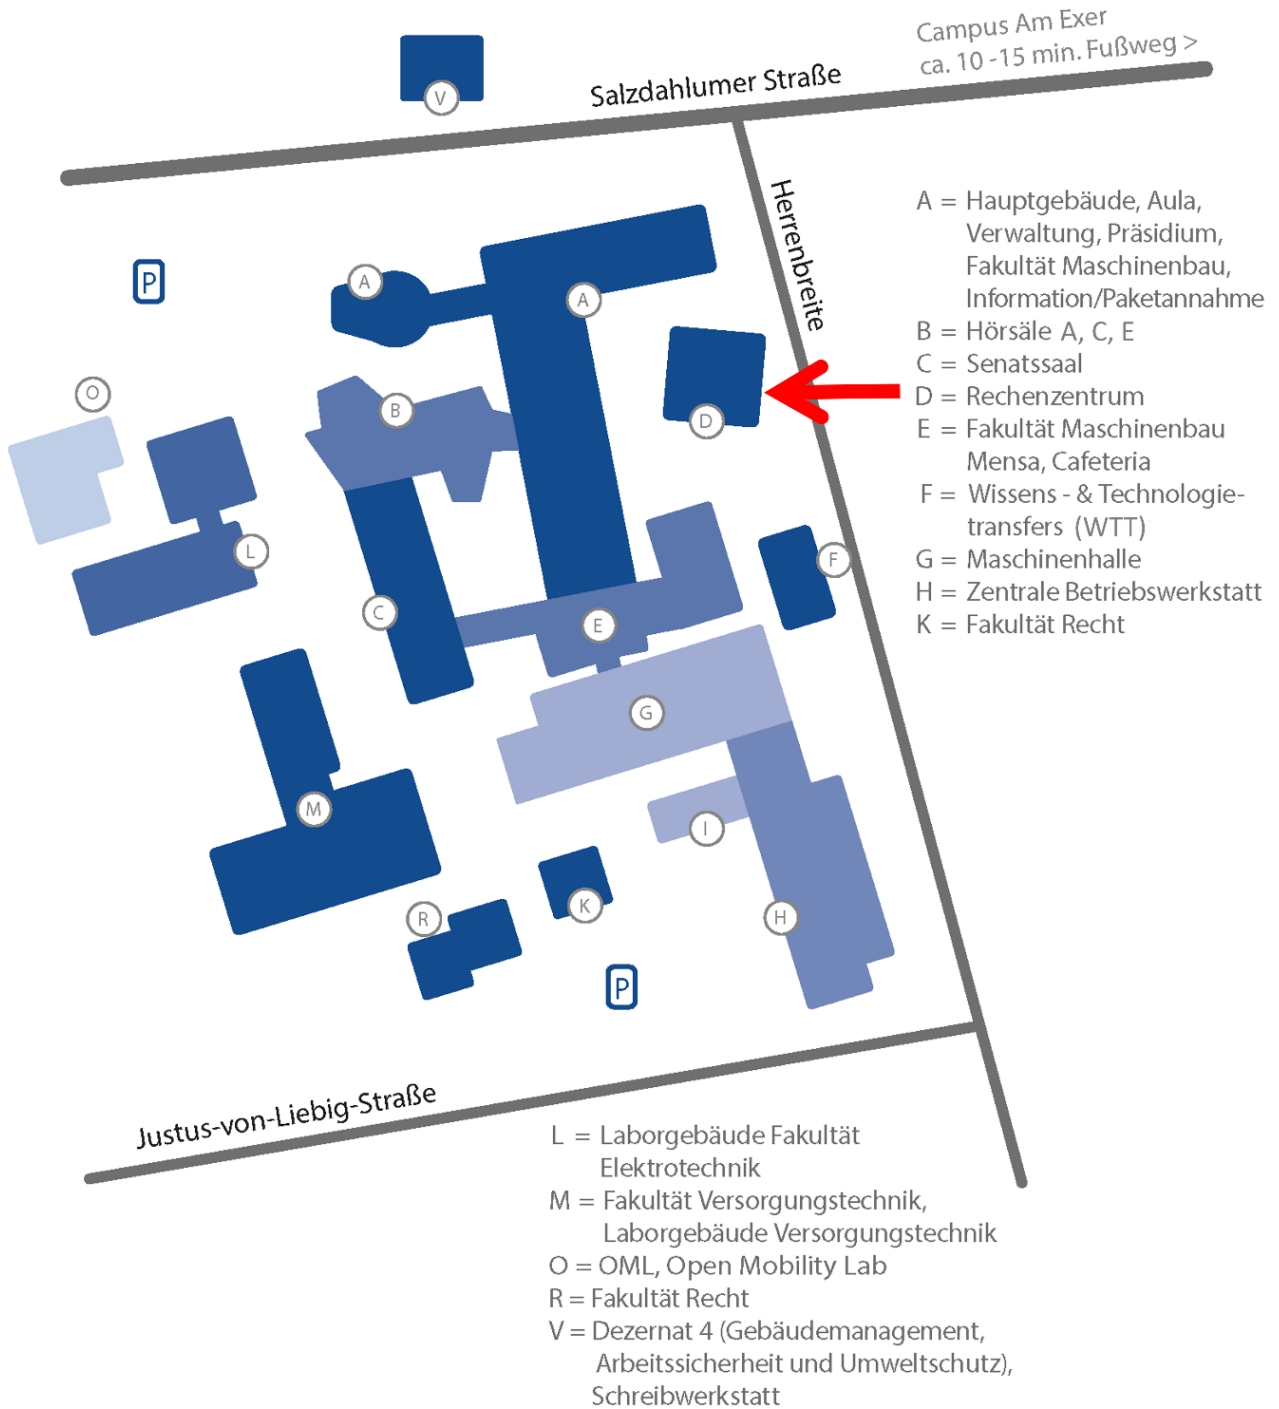 Campus Am Exer
ca. 10 -15 min. Fußweg >
Salzdahlumer Straße
V
Herrenbreite
P
A
A
O
B
D
L
C
E
F
G
M
I
R
K
H
P
A = Hauptgebäude, Aula,
Verwaltung, Präsidium,
Fakultät Maschinenbau,
Information/Paketannahme
B = Hörsäle A, C, E
C = Senatssaal
D = Rechenzentrum
E = Fakultät Maschinenbau
Mensa, Cafeteria
F = Wissens - & Technologie-
transfers (WTT)
G = Maschinenhalle
H = Zentrale Betriebswerkstatt
K = Fakultät Recht
Justus-von-Liebig-Straße
L = Laborgebäude Fakultät
Elektrotechnik
M = Fakultät Versorgungstechnik,
Laborgebäude Versorgungstechnik
O = OML, Open Mobility Lab
R = Fakultät Recht
V = Dezernat 4 (Gebäudemanagement,
Arbeitssicherheit und Umweltschutz),
Schreibwerkstatt